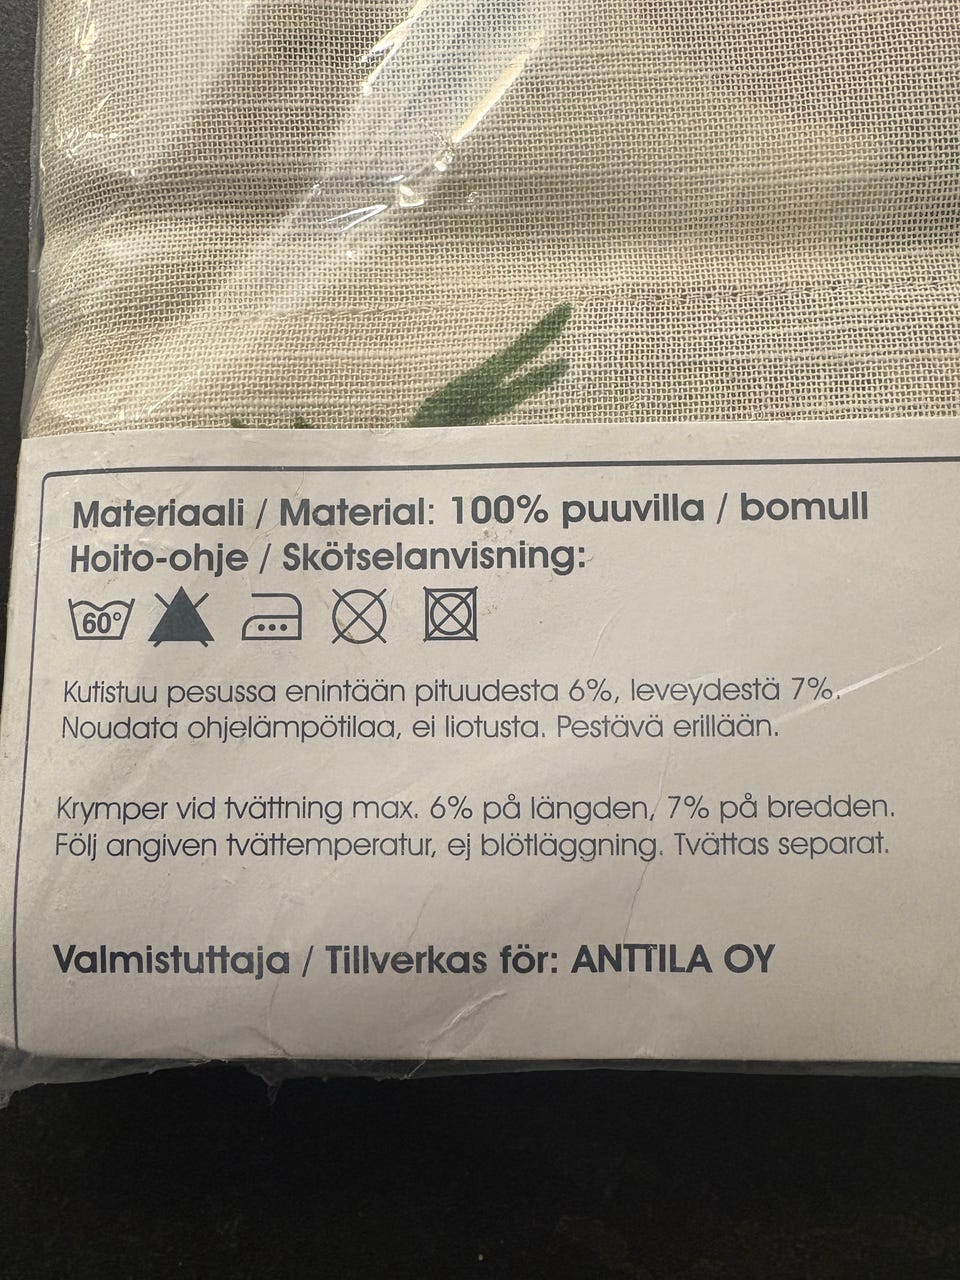 Materiaali / Material: 100% puuvilla / bomull
Hoito-ohje / Skötselanvisning:
60°
Kutistuu pesussa enintään pituudesta 6%, leveydestä 7%.
Noudata ohjelämpötilaa, ei liotusta. Pestävä erillään.
Krymper vid tvättning max. 6% på längden, 7% på bredden.
Följ angiven tvättemperatur, ej blötläggning. Tvättas separat.
Valmistuttaja / Tillverkas för: ANTTILA OY